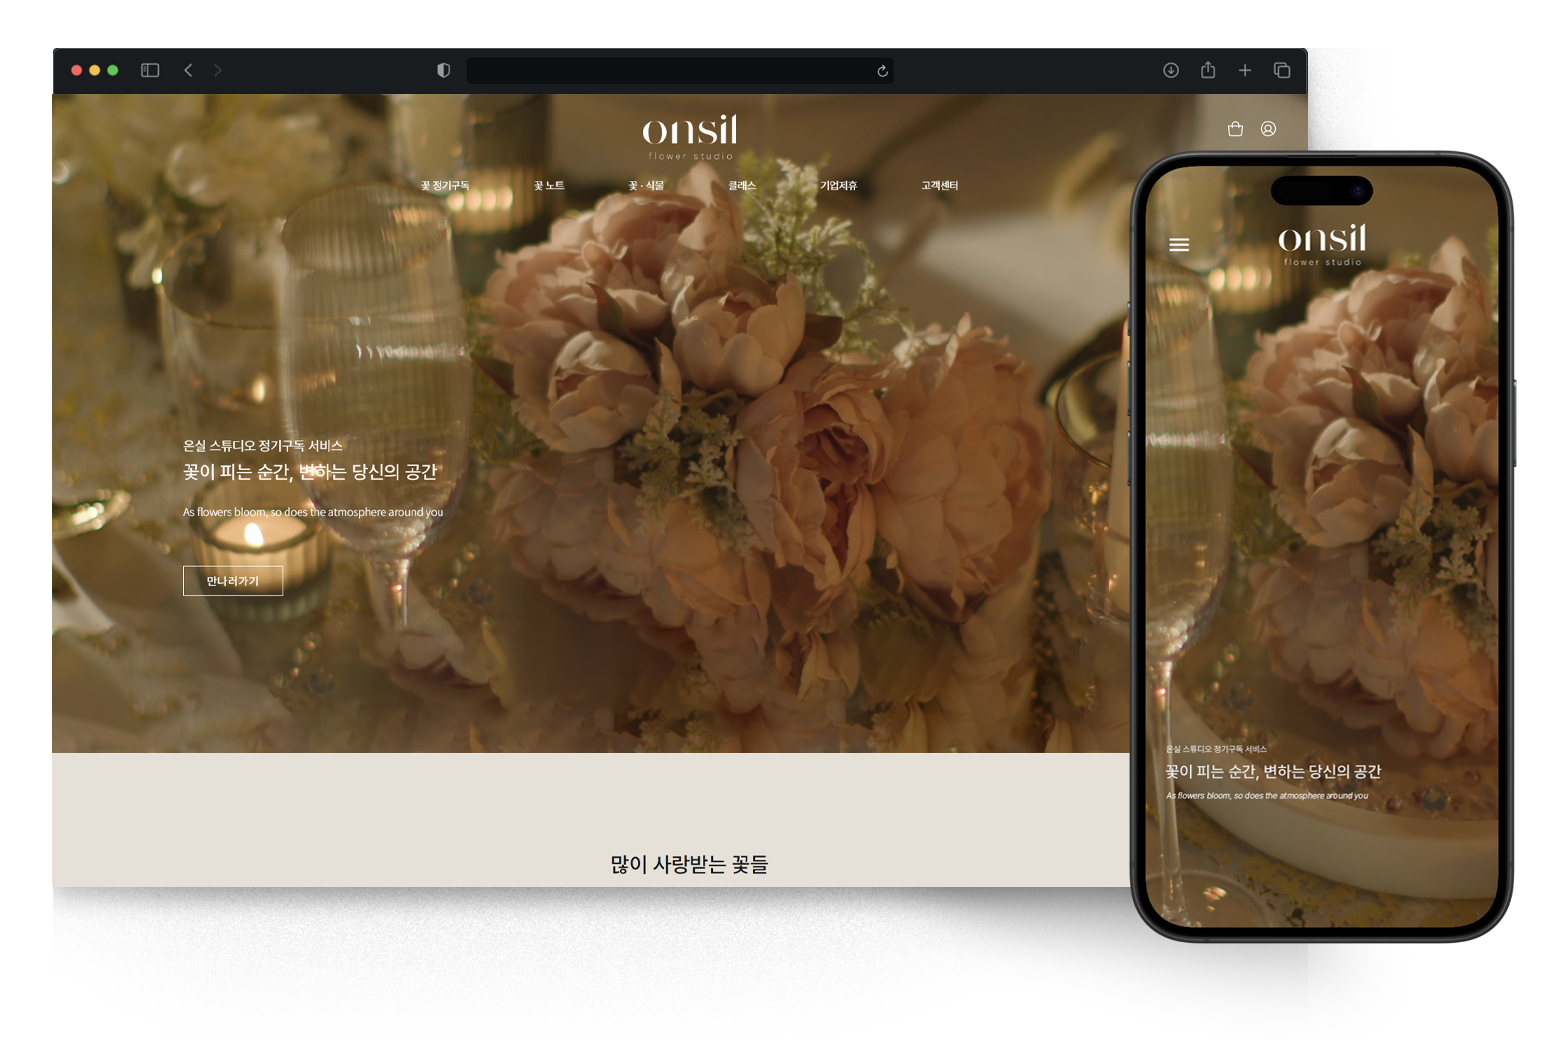 onsil
flower studio
꽃 정기구독 꽃 노트 꽃 · 식물 클래스 기업제휴 고객센터
온실 스튜디오 정기구독 서비스
꽃이 피는 순간, 변하는 당신의 공간
As flowers bloom, so does the atmosphere around you
만나러가기
많이 사랑받는 꽃들
onsil
flower studio
온실 스튜디오 정기구독 서비스
꽃이 피는 순간, 변하는 당신의 공간
As flowers bloom, so does the atmosphere around you